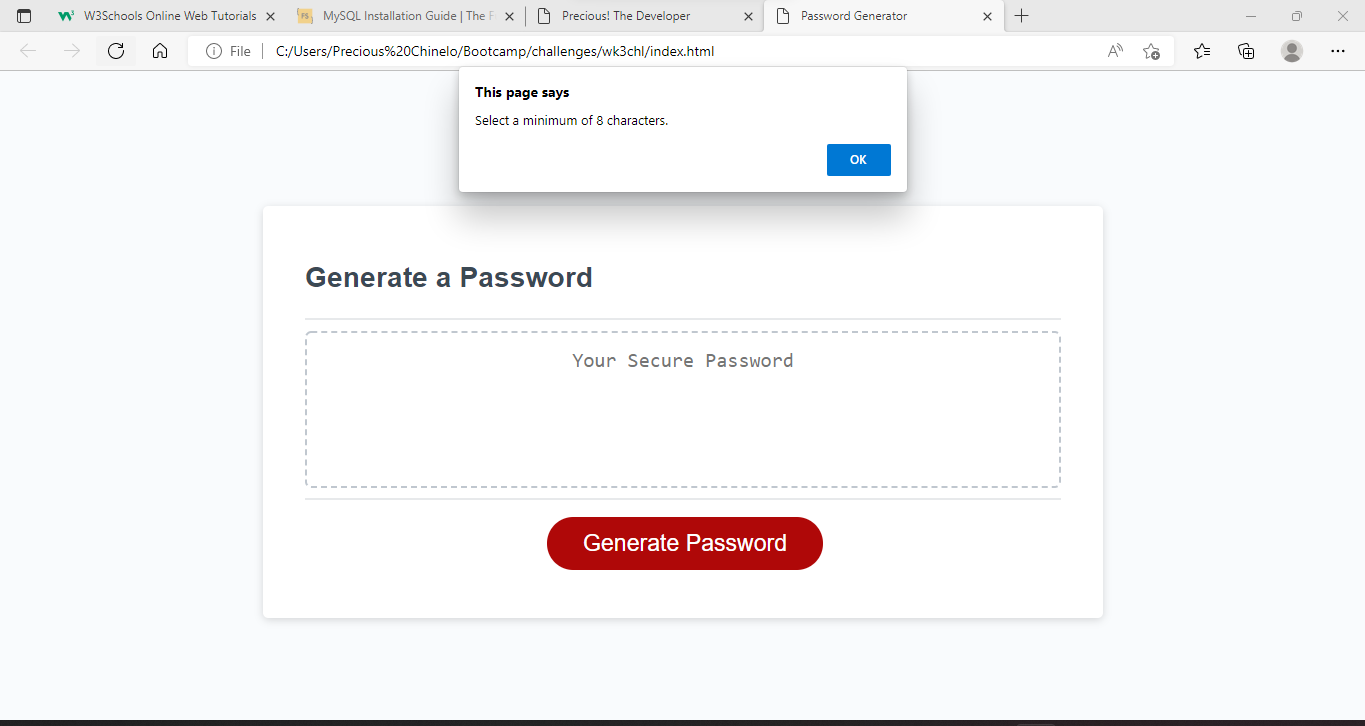 W3Schools Online Web Tutorials
MySQL Installation Guide | The F
Precious! The Developer
Password Generator
File
C:/Users/Precious%20Chinelo/Bootcamp/challenges/wk3chl/index.html
This page says
Select a minimum of 8 characters.
OK
Generate a Password
Your Secure Password
Generate Password